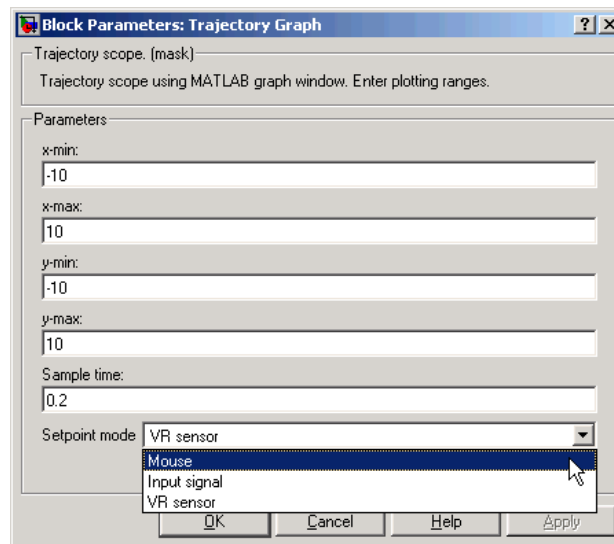 Block Parameters: Trajectory Graph
Trajectory scope. (mask)
Trajectory scope using MATLAB graph window. Enter plotting ranges.
Parameters
x-min:
-10
x-max:
10
y-min:
-10
y-max:
10
Sample time:
0.2
Setpoint mode VR sensor
Mouse
Input signal
VR sensor
OK Cancel Help Apply